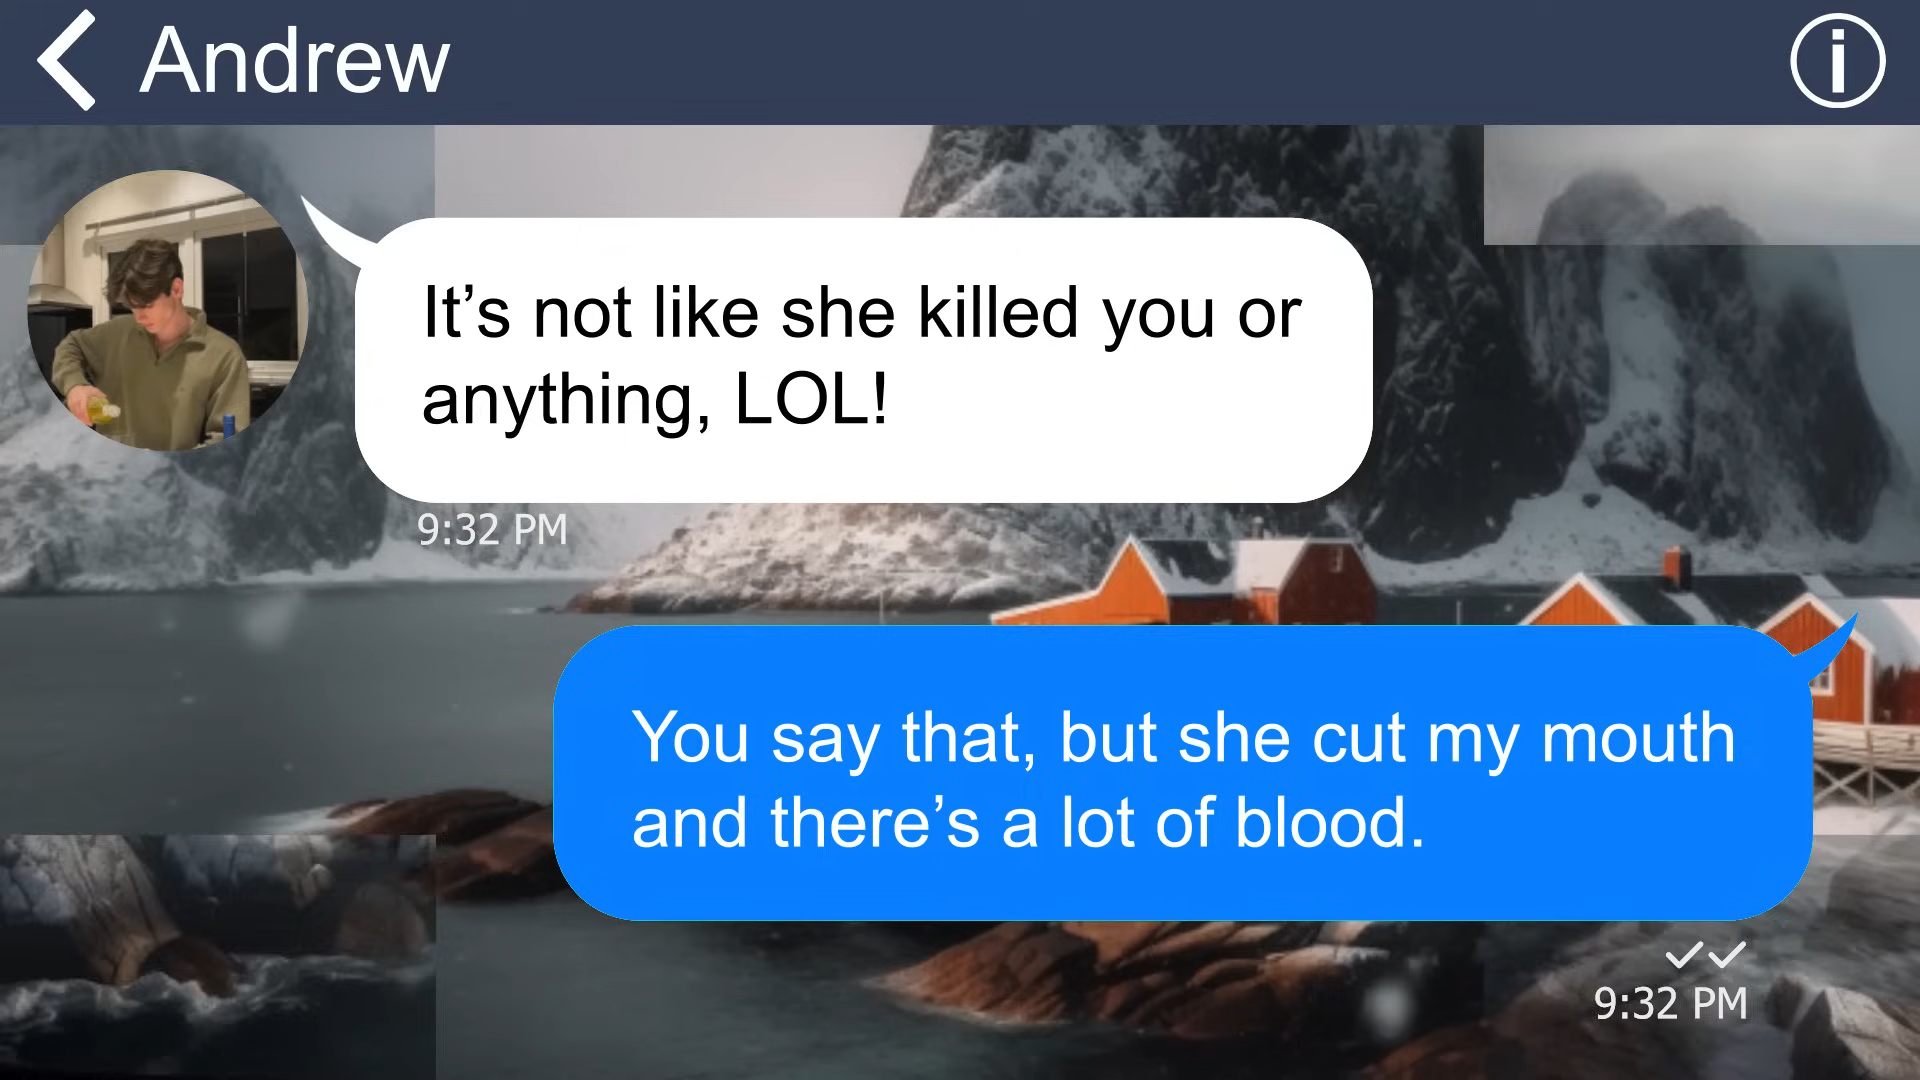 Andrew
It’s not like she killed you or
anything, LOL!
9:32 PM
You say that, but she cut my mouth
and there’s a lot of blood.
9:32 PM